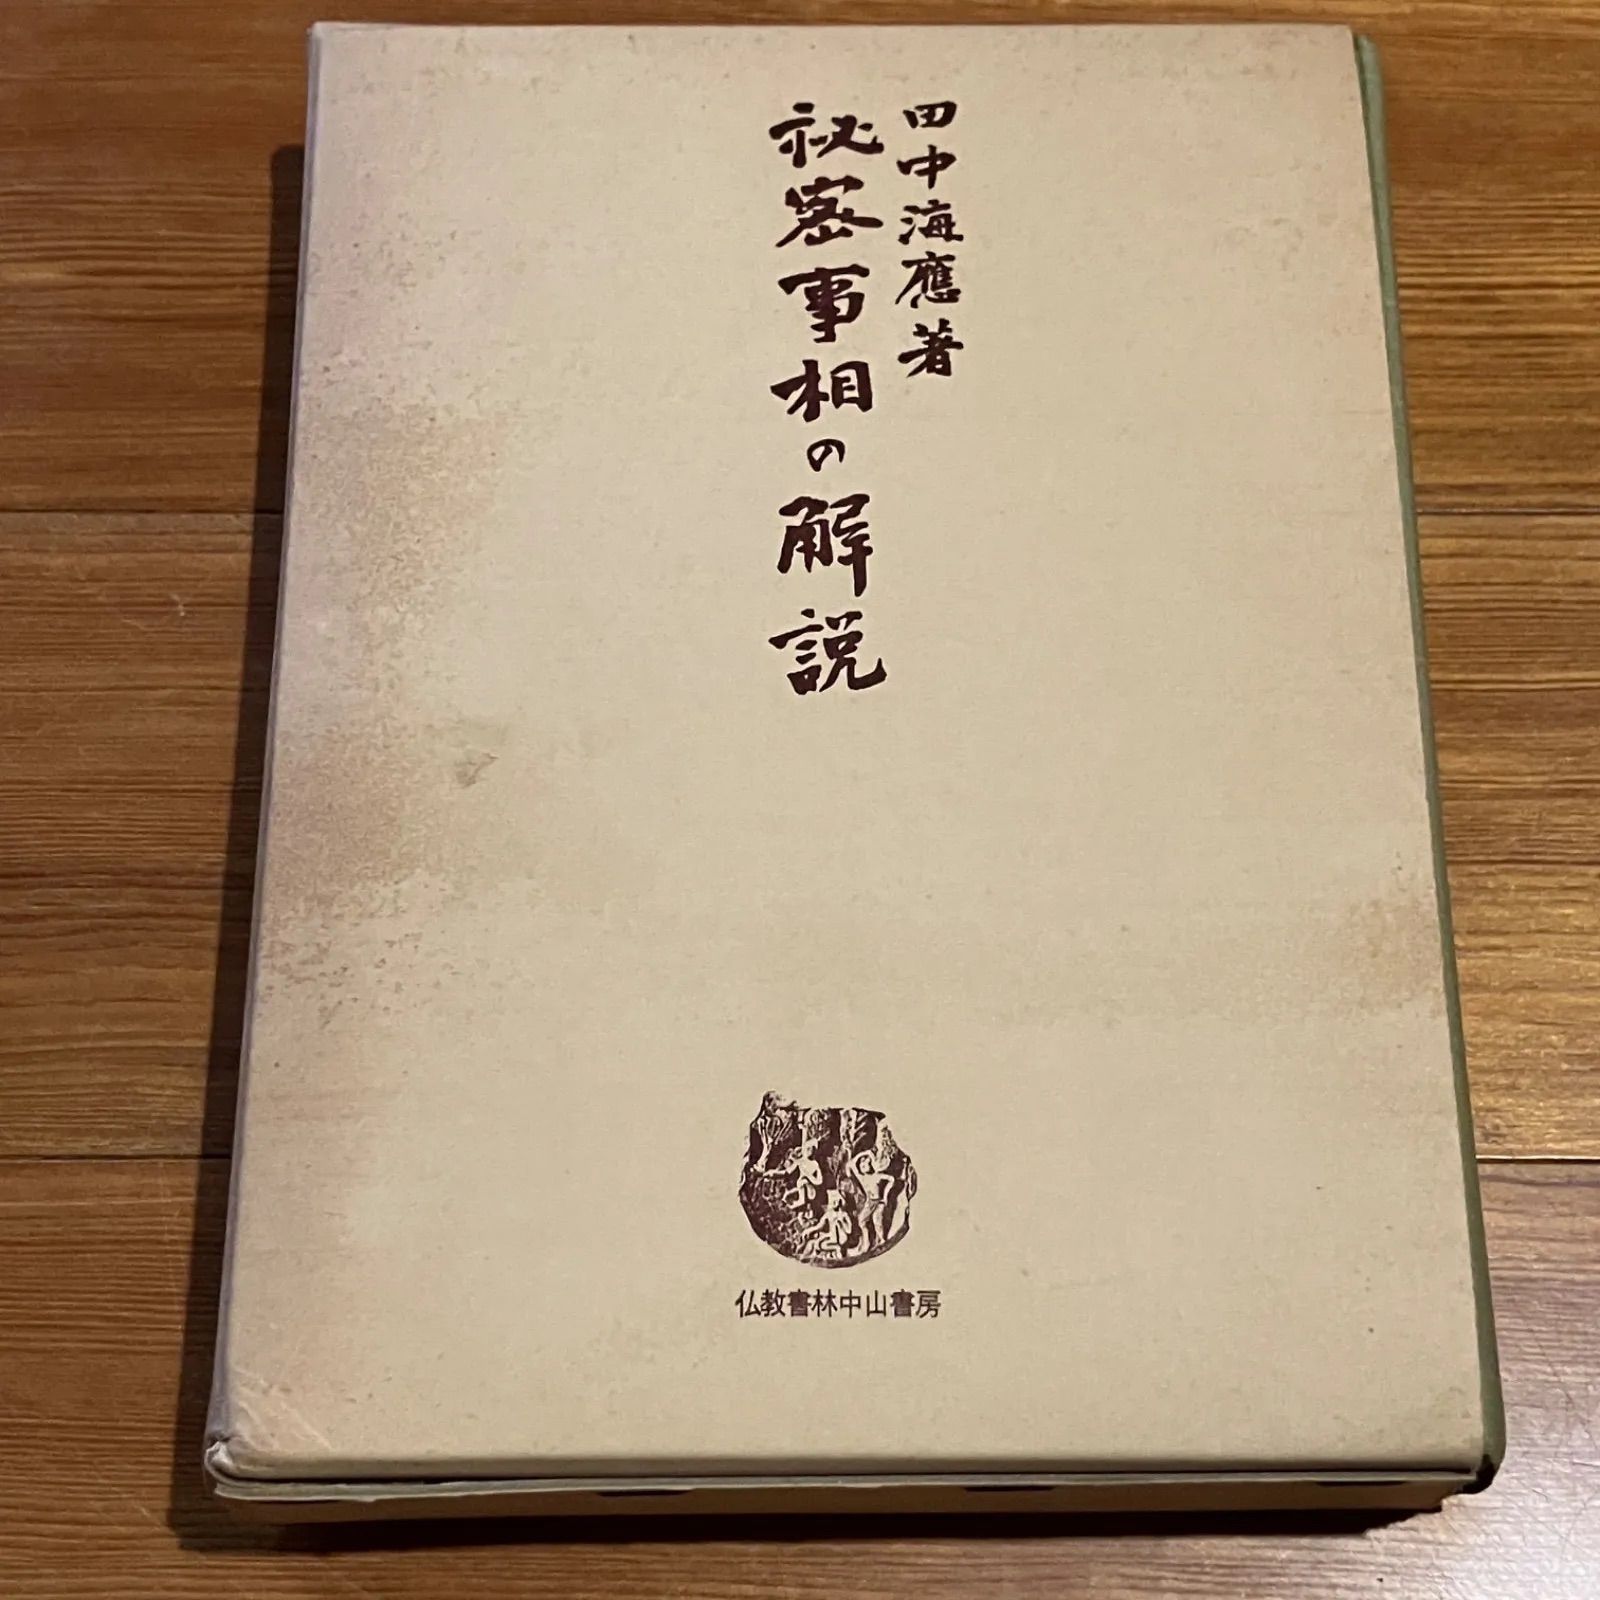 田中海應著
秘密事相の解説
仏教書林中山書房